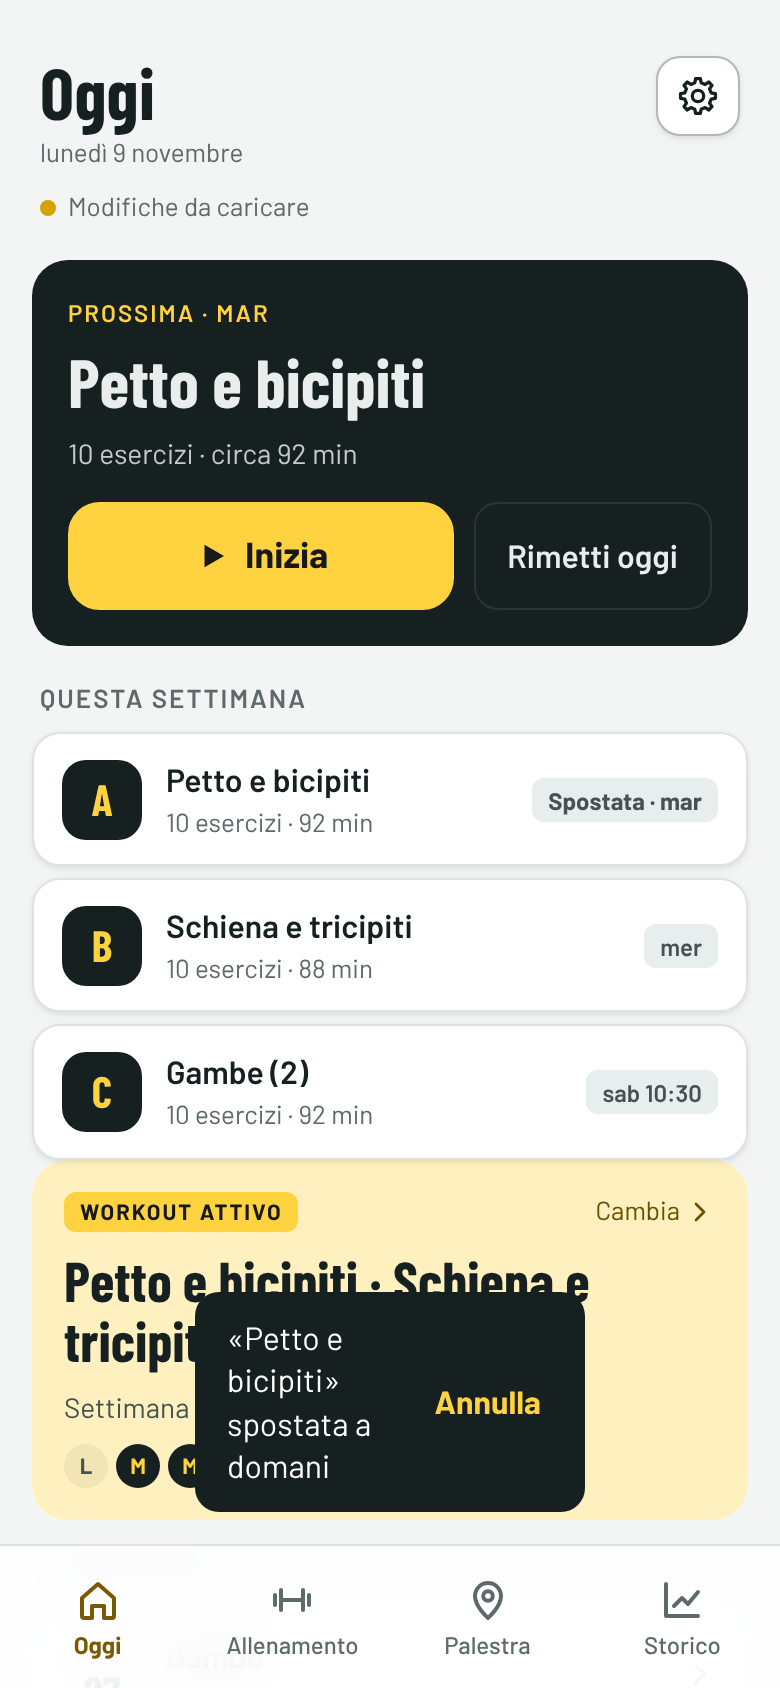 Oggi
lunedì 9 novembre
Modifiche da caricare
PROSSIMA · MAR
Petto e bicipiti
10 esercizi · circa 92 min
Inizia
Rimetti oggi
QUESTA SETTIMANA
A
Petto e bicipiti
10 esercizi · 92 min
Spostata · mar
B
Schiena e tricipiti
10 esercizi · 88 min
mer
C
Gambe (2)
10 esercizi · 92 min
sab 10:30
WORKOUT ATTIVO
Cambia
Petto e bicipiti · Schiena e
Settimana
L M M
«Petto e
bicipiti»
spostata a
domani
Annulla
Oggi
Allenamento
Palestra
Storico